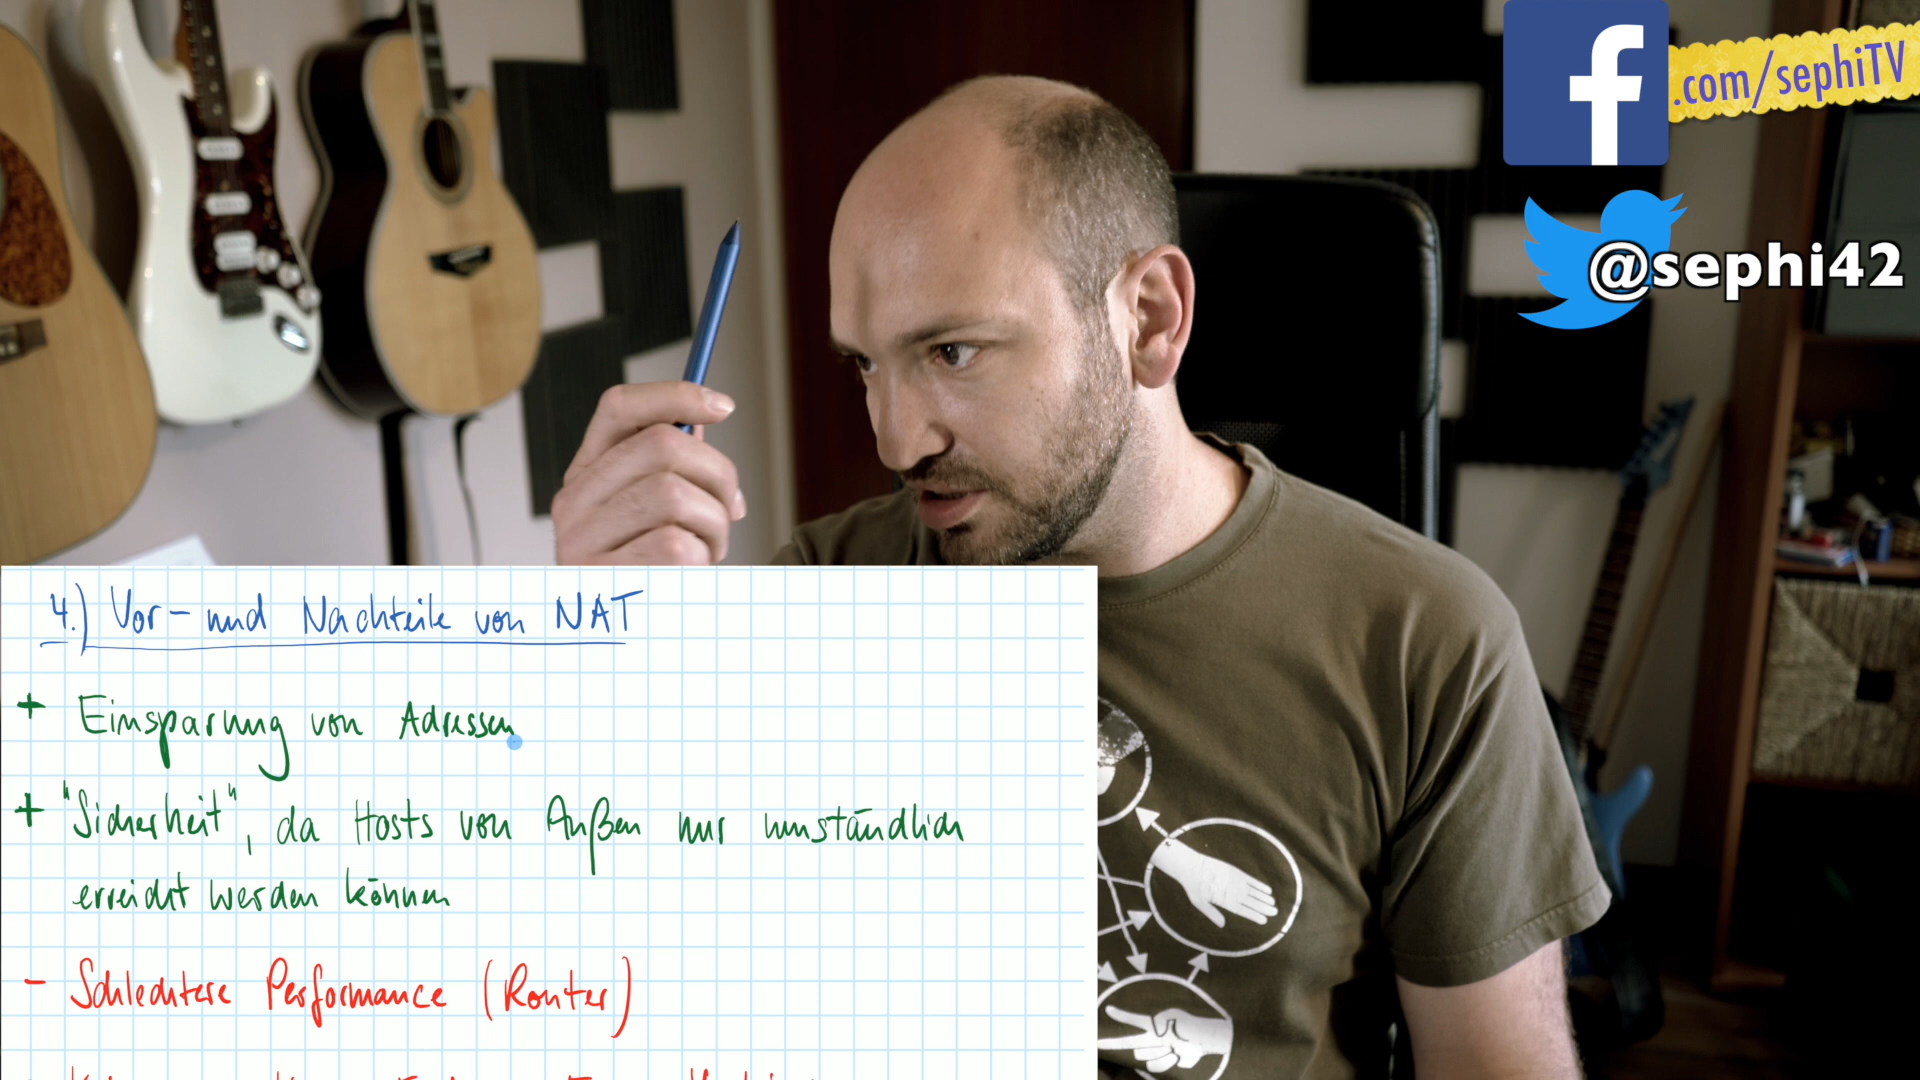 f.com/sephiTV
@sephi42
4.) Vor- und Nachteile von NAT
+ Einsparung von Adressen
+ "Sicherheit", da Hosts von Außen nur umständlich
erreicht werden können
- Schlechtere Performance (Router)